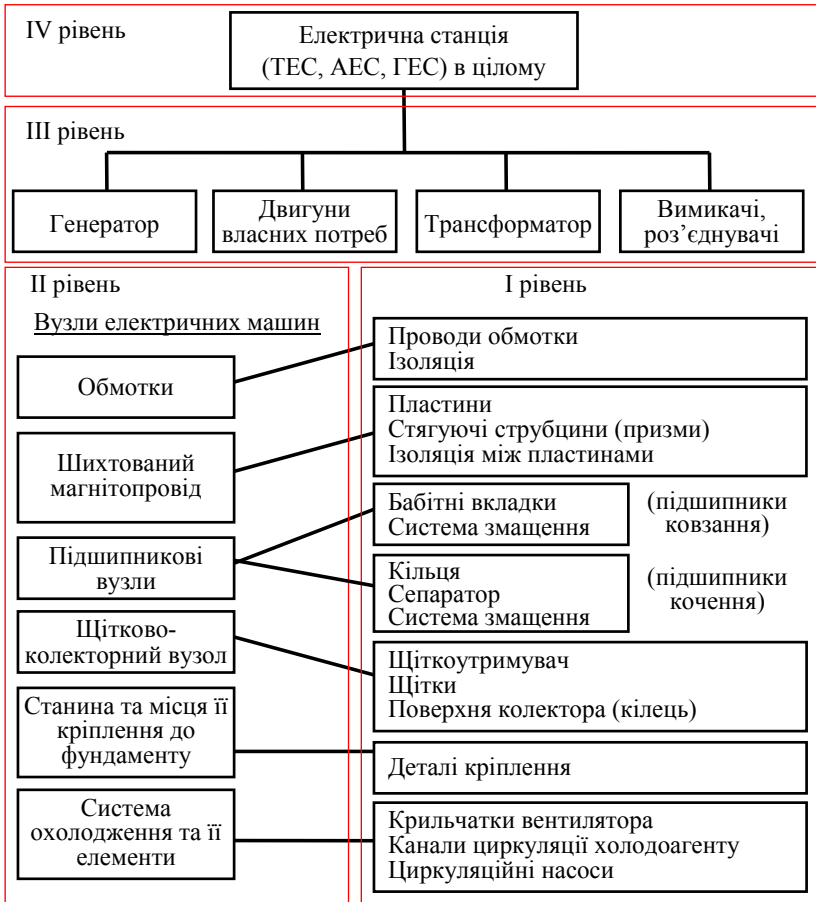 IV рівень
Електрична станція
(ТЕС, АЕС, ГЕС) в цілому
III рівень
Генератор
Двигуни
власних потреб
Трансформатор
Вимикачі,
роз’єднувачі
II рівень
Вузли електричних машин
Обмотки
Шихтований
магнітопровід
Підшипникові
вузли
Щітково-
колекторний вузол
Станина та місця її
кріплення до
фундаменту
Система
охолодження та її
елементи
I рівень
Проводи обмотки
Ізоляція
Пластини
Стягуючі струбцини (призми)
Ізоляція між пластинами
Бабітні вкладки
Система змащення
(підшипники
ковзання)
Кільця
Сепаратор
Система змащення
(підшипники
кочення)
Щіткоутримувач
Щітки
Поверхня колектора (кілець)
Деталі кріплення
Крильчатки вентилятора
Канали циркуляції холодоагенту
Циркуляційні насоси